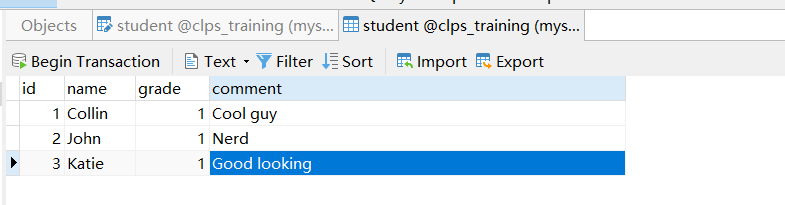 Objects student @clps_training (mys... student @clps_training (mys...
Begin Transaction Text Filter Sort Import Export
id name grade comment
1 Collin 1 Cool guy
2 John 1 Nerd
3 Katie 1 Good looking